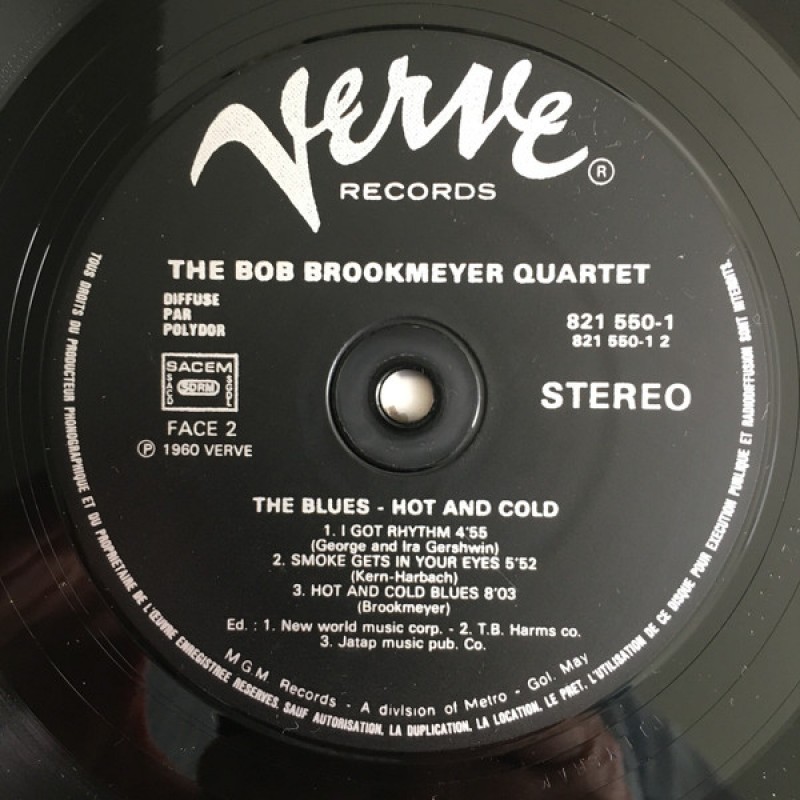 Verve
®
RECORDS
THE BOB BROOKMEYER QUARTET
DIFFUSE
PAR
POLYDOR
821 550-1
821 550-1 2
SACEM
SACD
SDRM
SGDL
STEREO
FACE 2
℗ 1960 VERVE
THE BLUES - HOT AND COLD
1. I GOT RHYTHM 4'55
(George and Ira Gershwin)
2. SMOKE GETS IN YOUR EYES 5'52
(Kern-Harbach)
3. HOT AND COLD BLUES 8'03
(Brookmeyer)
Ed. : 1. New world music corp. - 2. T.B. Harms co.
3. Jatap music pub. Co.
M.G.M. Records - A division of Metro - Gol. May
TOUS DROITS DU PRODUCTEUR PHONOGRAPHIQUE ET DU PROPRIETAIRE DE L'ŒUVRE ENREGISTREE RESERVES. SAUF AUTORISATION, LA DUPLICATION, LA LOCATION, LE PRET, L'UTILISATION DE CE DISQUE POUR EXECUTION PUBLIQUE ET RADIODIFFUSION SONT INTERDITS.